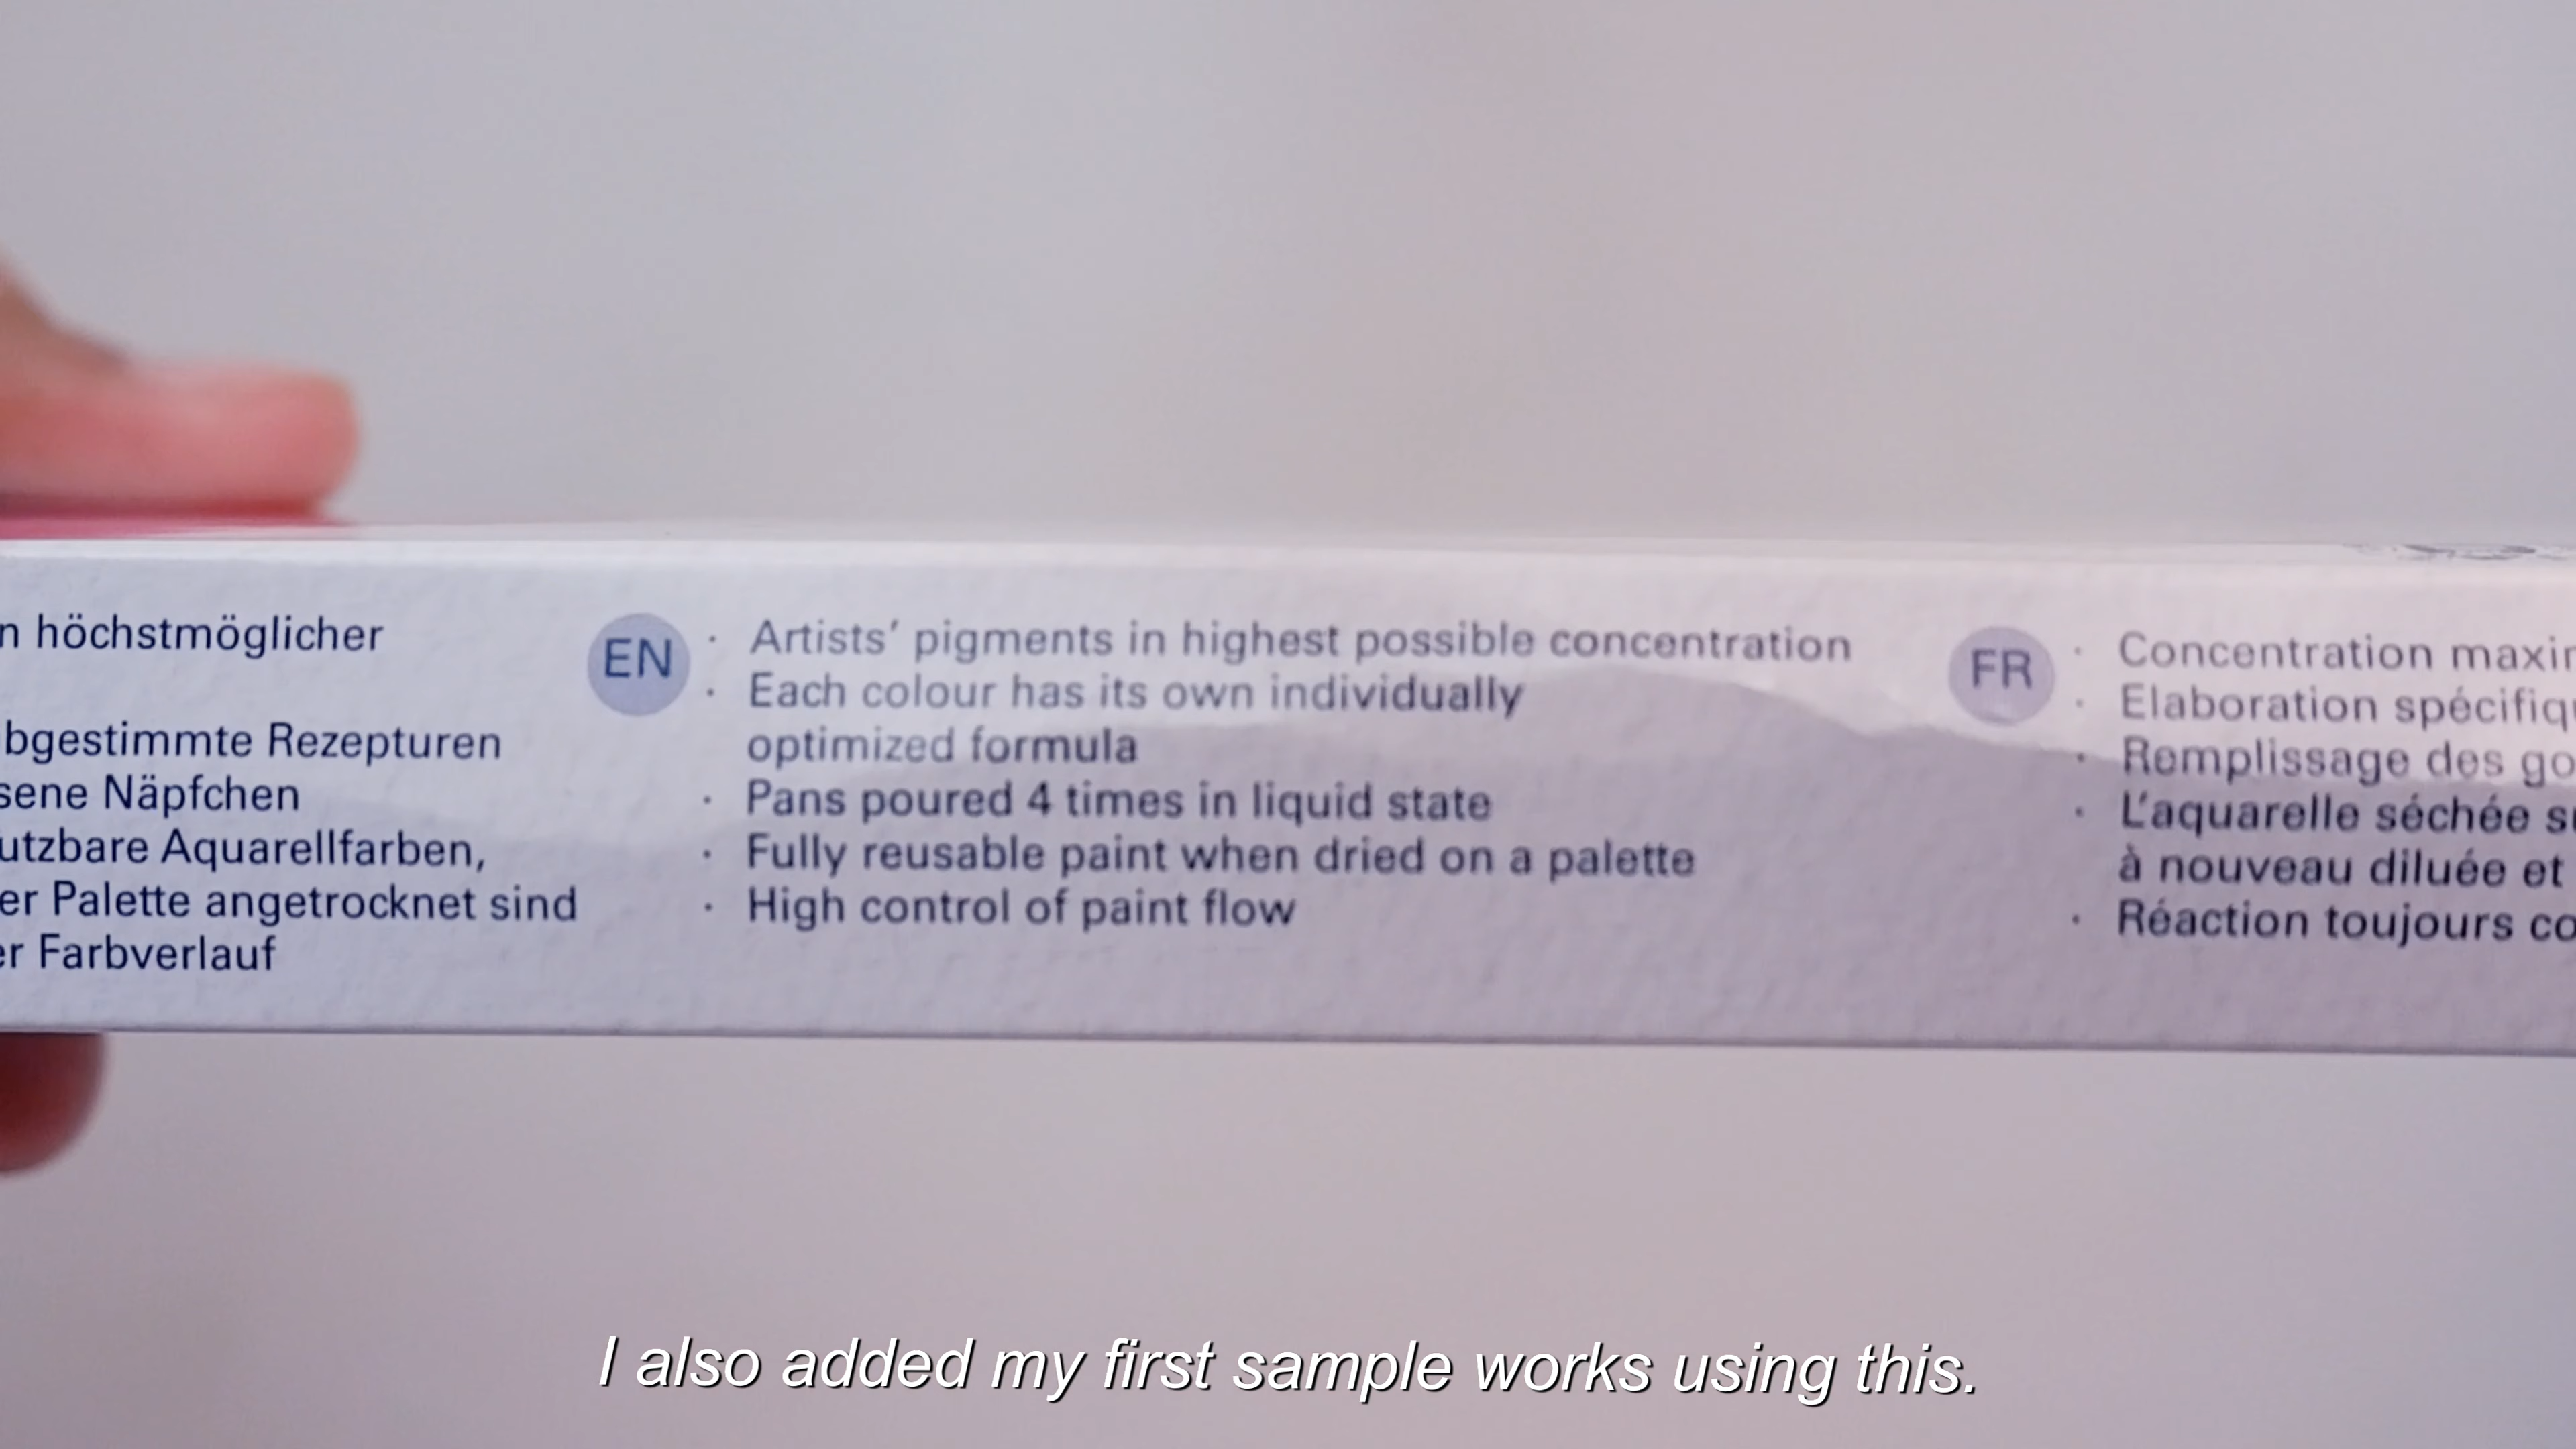 n höchstmöglicher
bgestimmte Rezepturen
sene Näpfchen
utzbare Aquarellfarben,
er Palette angetrocknet sind
er Farbverlauf
EN
· Artists' pigments in highest possible concentration
· Each colour has its own individually
optimized formula
· Pans poured 4 times in liquid state
· Fully reusable paint when dried on a palette
· High control of paint flow
FR
· Concentration maxim
· Elaboration spécifiqu
· Remplissage des go
· L'aquarelle séchée su
à nouveau diluée et
· Réaction toujours co
I also added my first sample works using this.